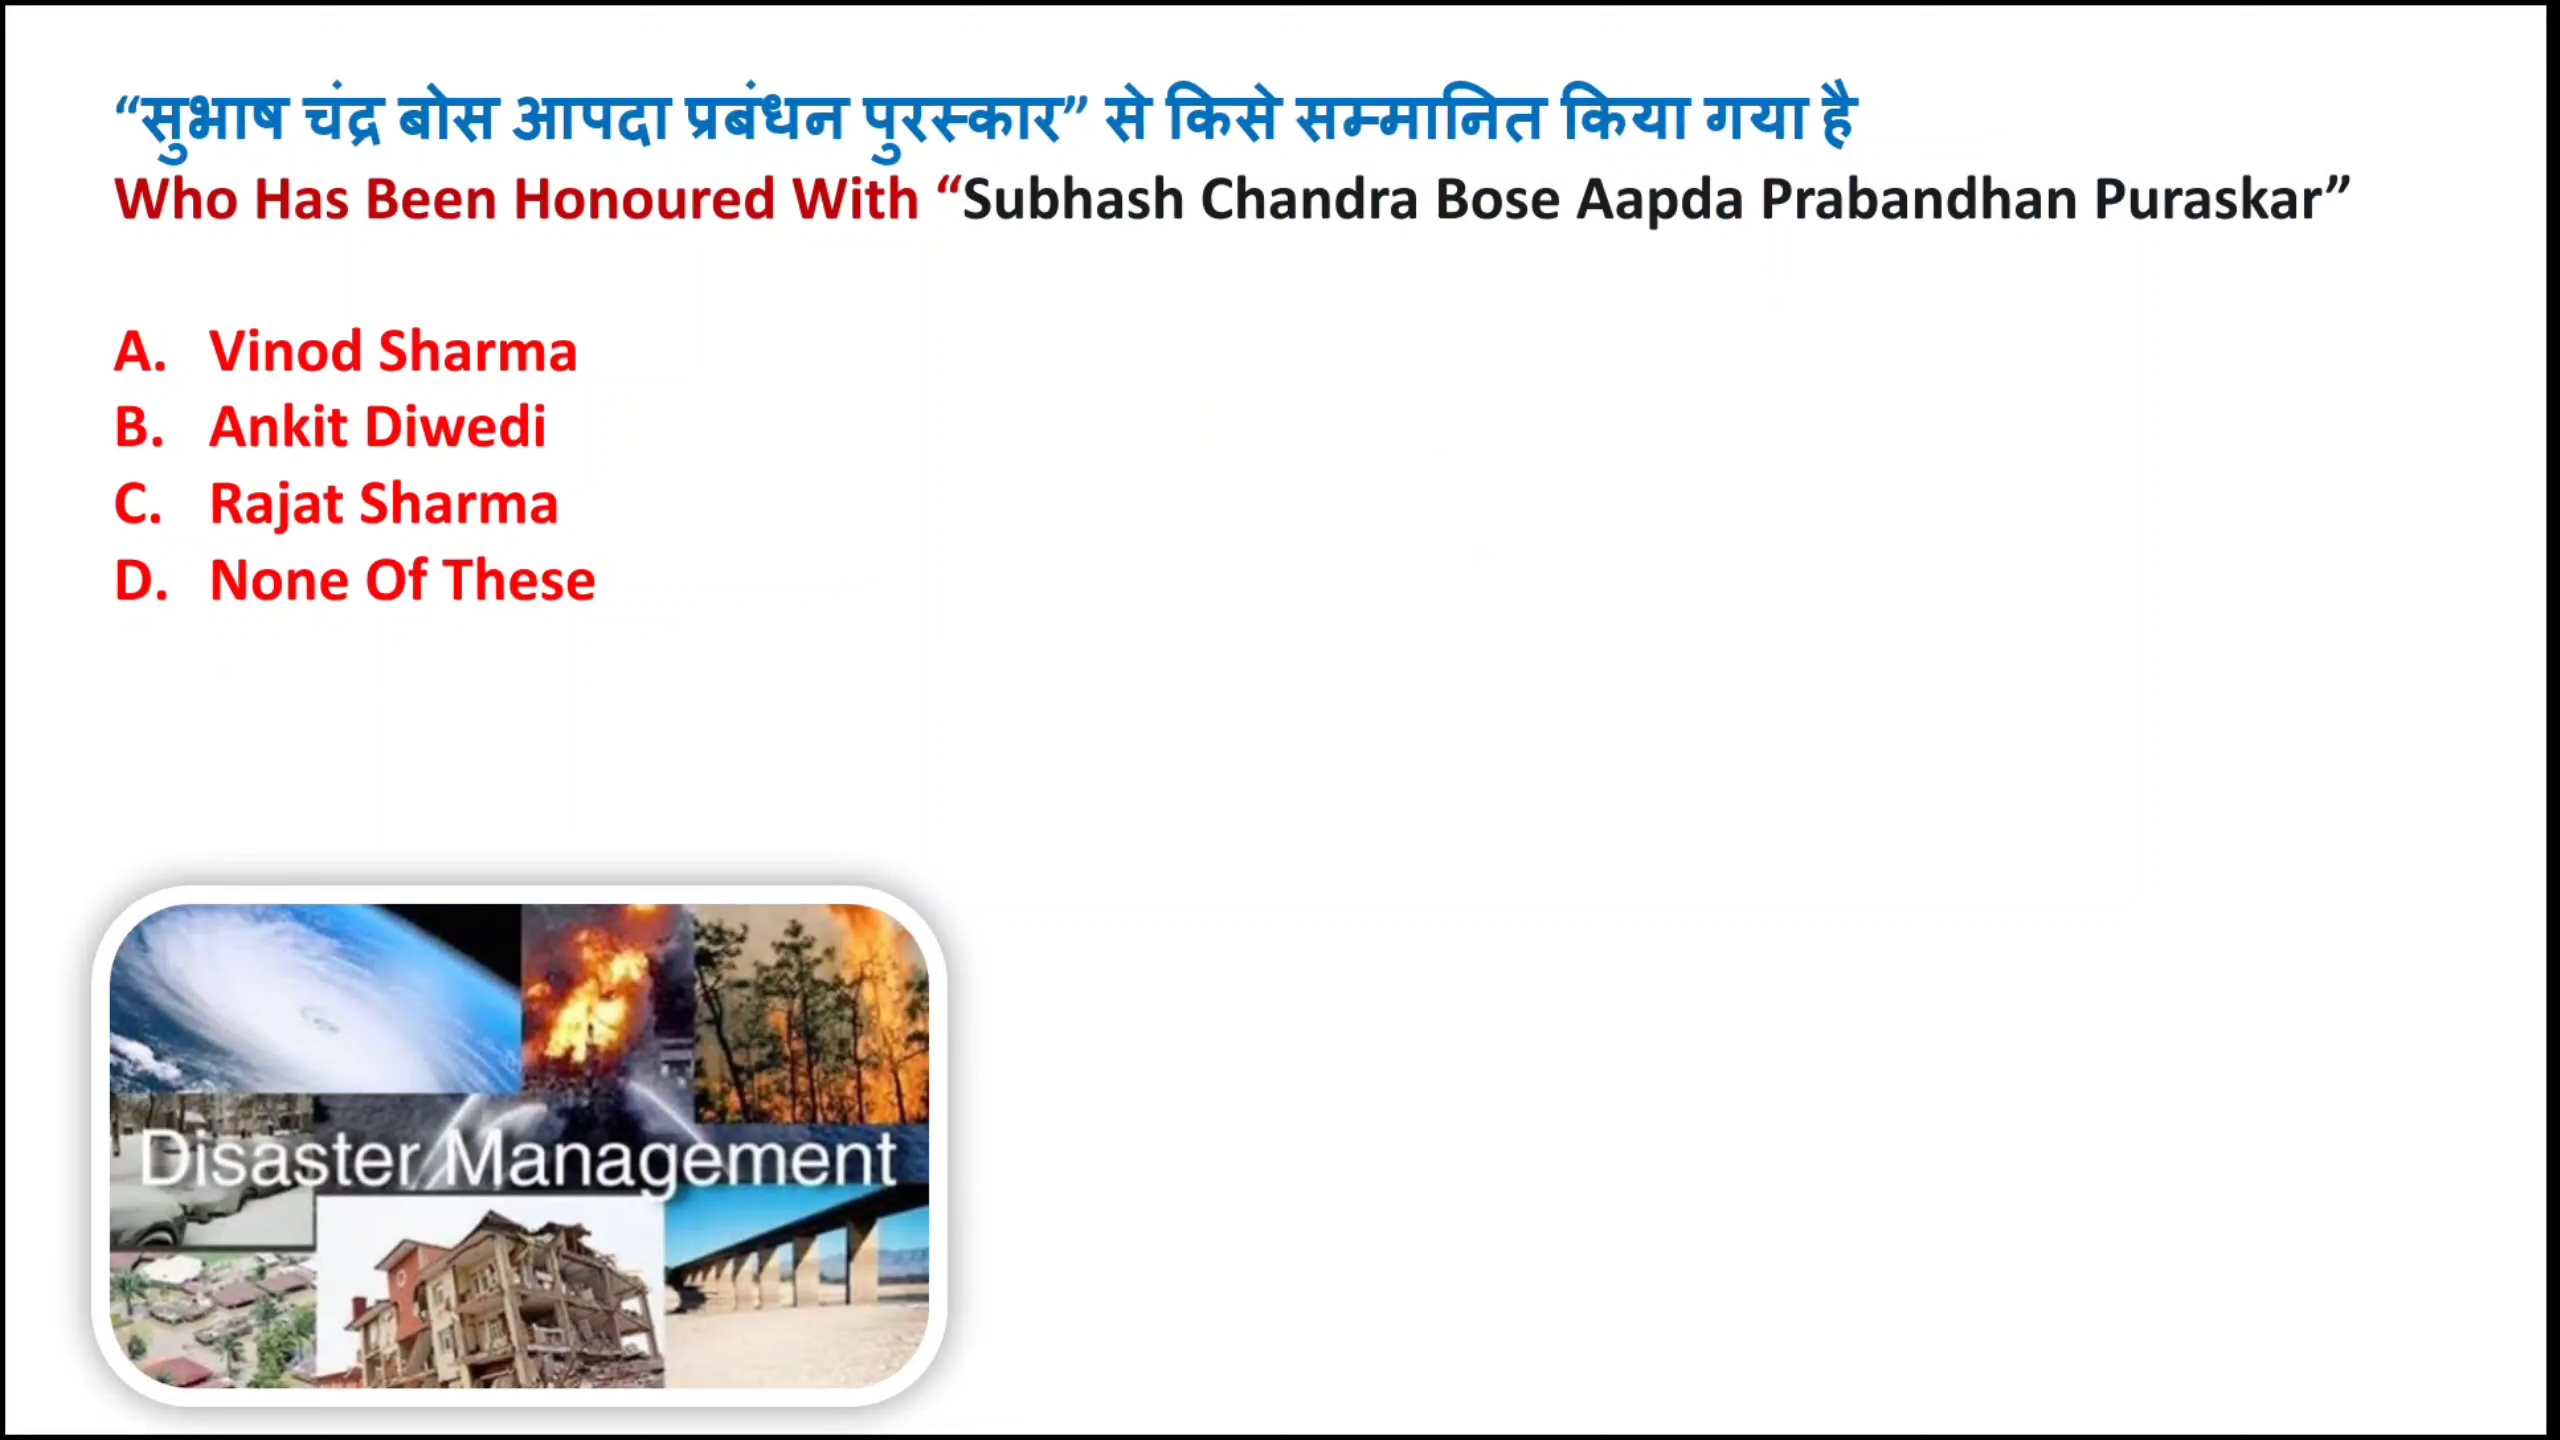 “सुभाष चंद्र बोस आपदा प्रबंधन पुरस्कार” से किसे सम्मानित किया गया है
Who Has Been Honoured With “Subhash Chandra Bose Aapda Prabandhan Puraskar”
A. Vinod Sharma
B. Ankit Diwedi
C. Rajat Sharma
D. None Of These
Disaster Management